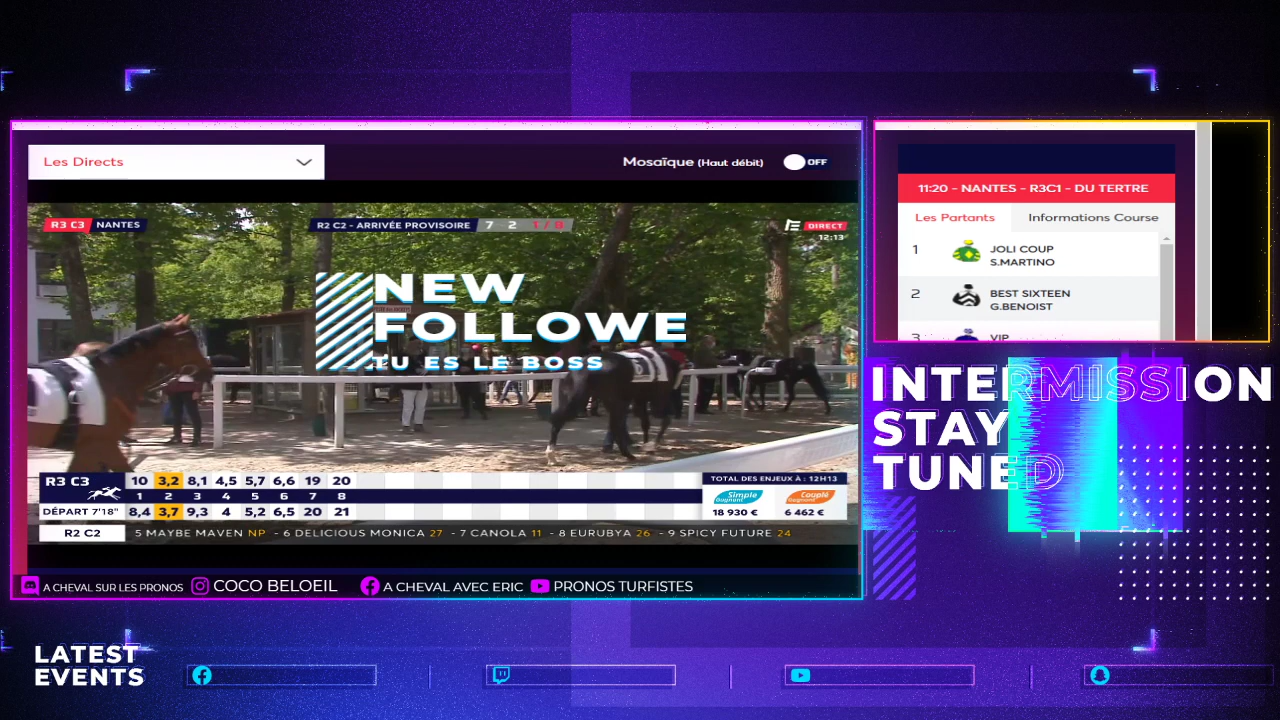 Les Directs
Mosaïque (Haut débit)
OFF
R3 C3 NANTES
R2 C2 - ARRIVÉE PROVISOIRE 7 2 1 / 8
DIRECT
12:13
NEW
FOLLOWE
TU ES LE BOSS
R3 C3 10 3,2 8,1 4,5 5,7 6,6 19 20
1 2 3 4 5 6 7 8
DÉPART 7'18" 8,4 3,7 9,3 4 5,2 6,5 20 21
TOTAL DES ENJEUX À : 12H13
Simple Gagnant Couplé Gagnant
18 930 € 6 462 €
R2 C2 5 MAYBE MAVEN NP - 6 DELICIOUS MONICA 27 - 7 CANOLA 11 - 8 EURUBYA 26 - 9 SPICY FUTURE 24
A CHEVAL SUR LES PRONOS COCO BELOEIL A CHEVAL AVEC ERIC PRONOS TURFISTES
11:20 - NANTES - R3C1 - DU TERTRE
Les Partants Informations Course
1 JOLI COUP
S.MARTINO
2 BEST SIXTEEN
G.BENOIST
3 VIP
INTERMISSION
STAY
TUNED
LATEST
EVENTS